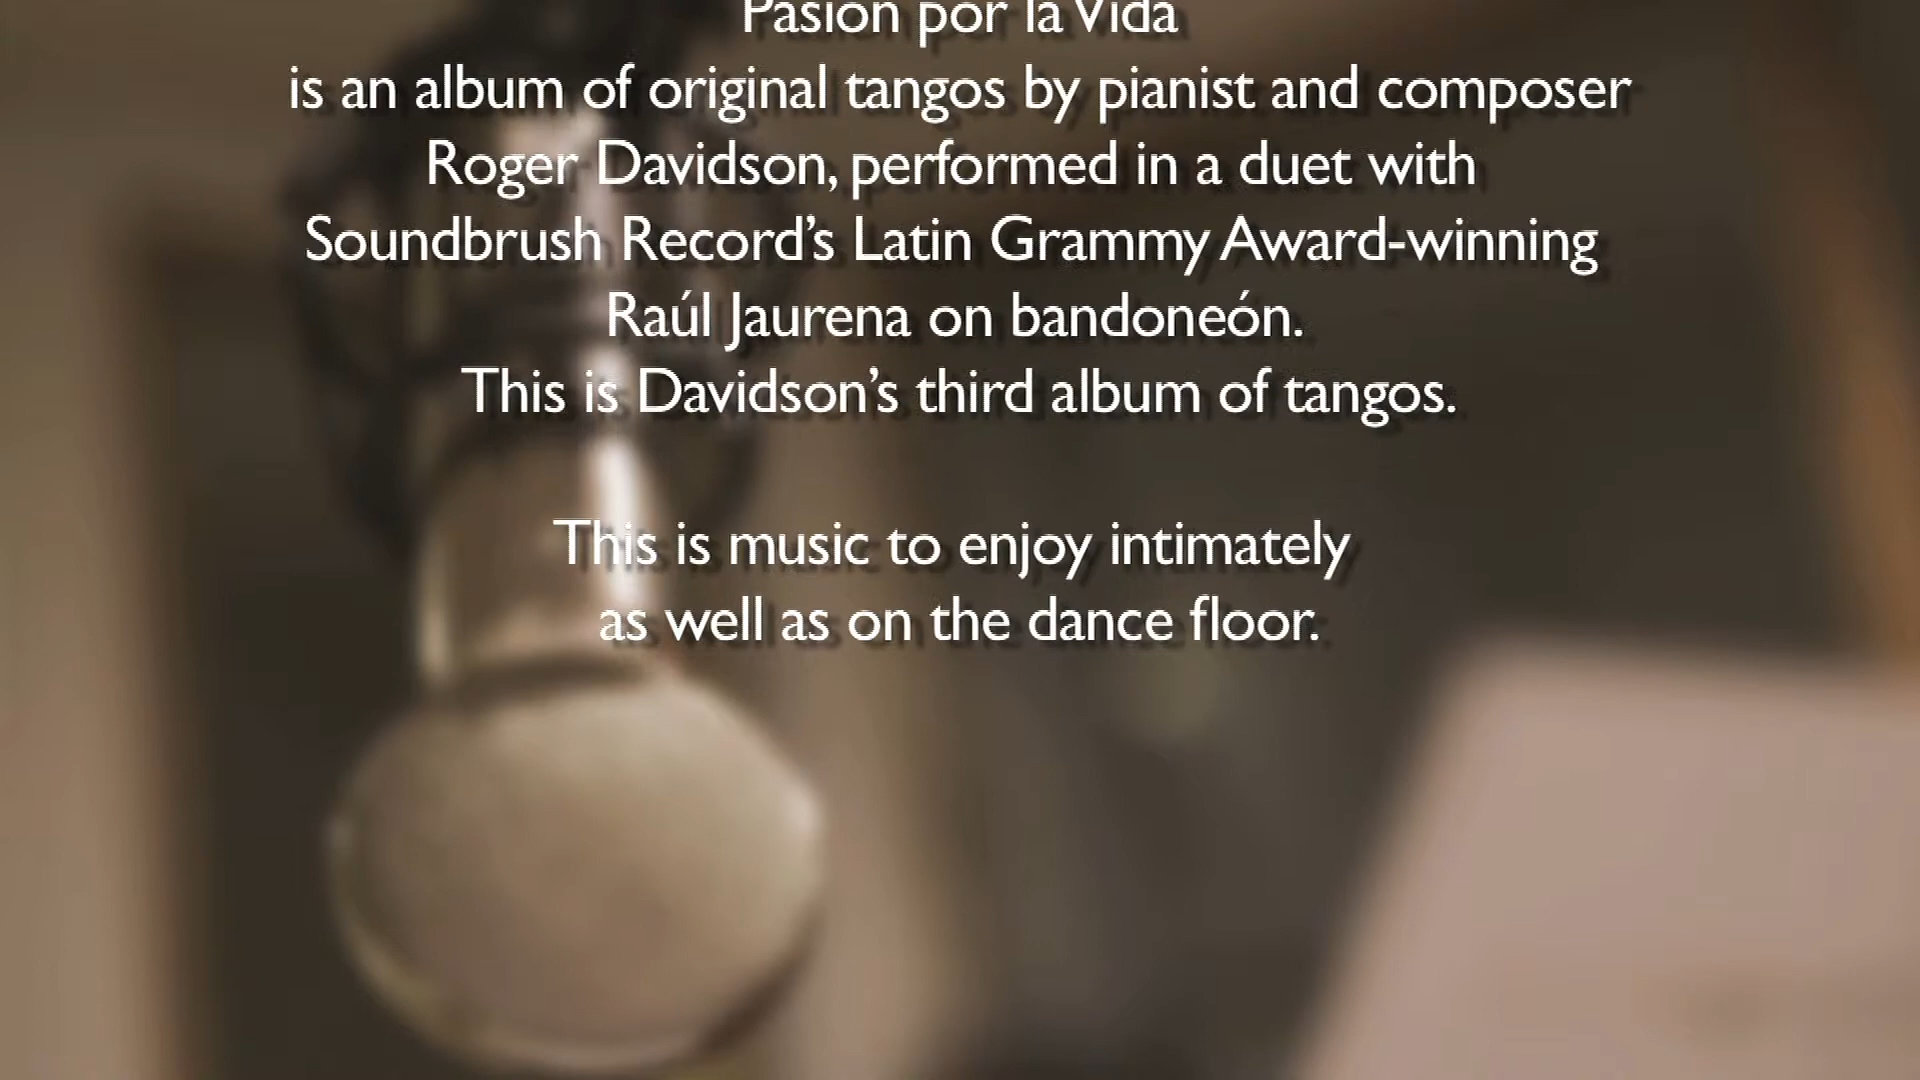 Pasión por la Vida
is an album of original tangos by pianist and composer
Roger Davidson, performed in a duet with
Soundbrush Record’s Latin Grammy Award-winning
Raúl Jaurena on bandoneón.
This is Davidson’s third album of tangos.
This is music to enjoy intimately
as well as on the dance floor.